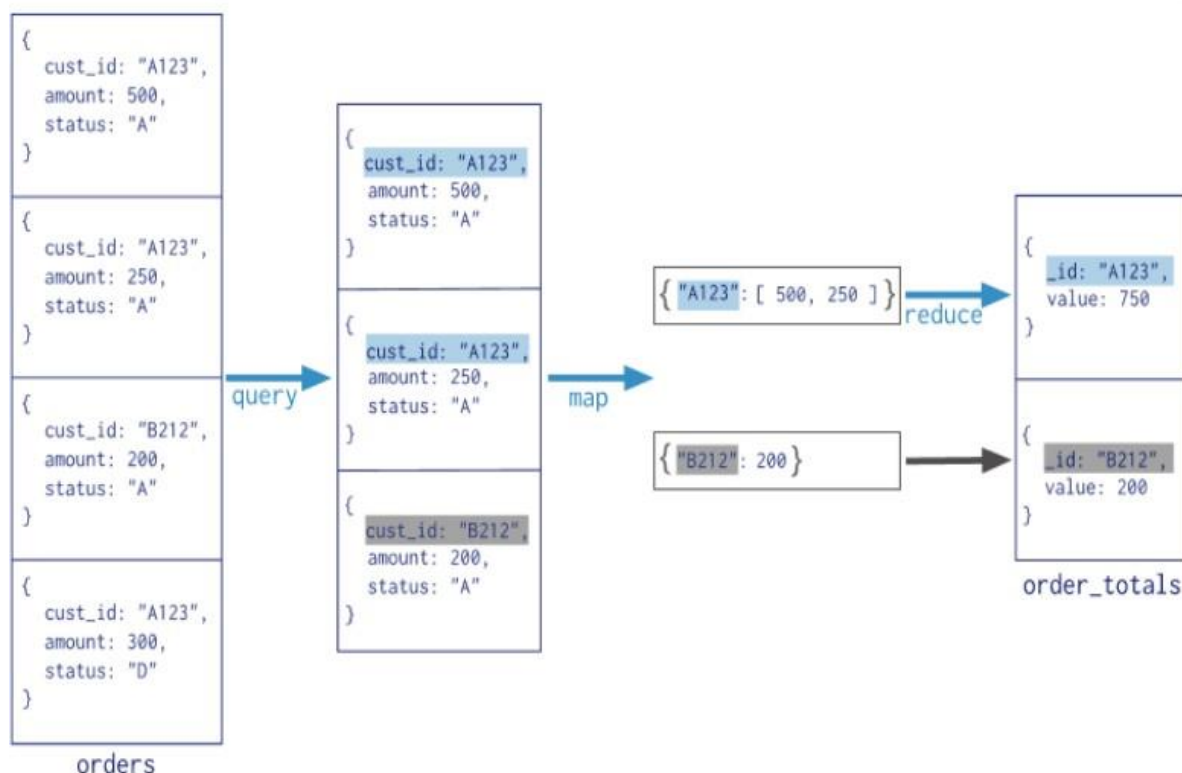 {
cust_id: "A123",
amount: 500,
status: "A"
}
{
cust_id: "A123",
amount: 250,
status: "A"
}
{
cust_id: "B212",
amount: 200,
status: "A"
}
{
cust_id: "A123",
amount: 300,
status: "D"
}
orders
query
{
cust_id: "A123",
amount: 500,
status: "A"
}
{
cust_id: "A123",
amount: 250,
status: "A"
}
{
cust_id: "B212",
amount: 200,
status: "A"
}
map
{ "A123": [ 500, 250 ] }
{ "B212": 200 }
reduce
{
_id: "A123",
value: 750
}
{
_id: "B212",
value: 200
}
order_totals